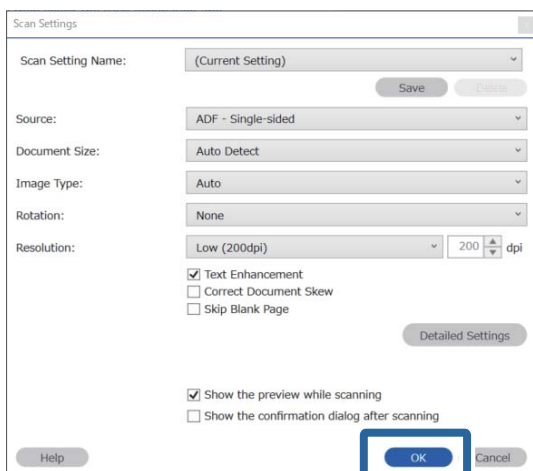 Scan Settings
Scan Setting Name: (Current Setting)
Save Delete
Source: ADF - Single-sided
Document Size: Auto Detect
Image Type: Auto
Rotation: None
Resolution: Low (200dpi) 200 dpi
Text Enhancement
Correct Document Skew
Skip Blank Page
Detailed Settings
Show the preview while scanning
Show the confirmation dialog after scanning
Help OK Cancel